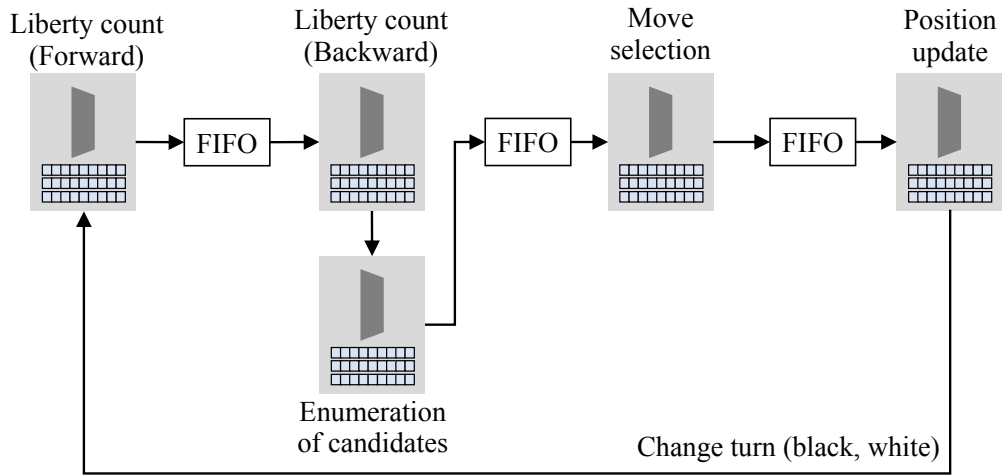 Liberty count
(Forward)
Liberty count
(Backward)
Move
selection
Position
update
FIFO
FIFO
FIFO
Enumeration
of candidates
Change turn (black, white)